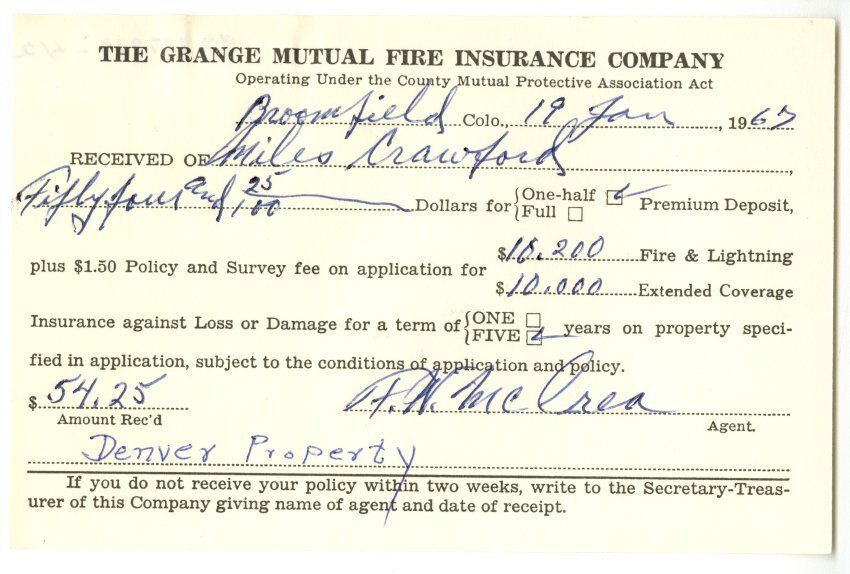 THE GRANGE MUTUAL FIRE INSURANCE COMPANY
Operating Under the County Mutual Protective Association Act
Broomfield Colo., 19 Jan , 1967
RECEIVED OF Miles Crawford ,
Fifty four and 25/100 Dollars for {One-half ☑ Premium Deposit,
{Full ☐
$ 10.200 Fire & Lightning
plus $1.50 Policy and Survey fee on application for
$ 10.000 Extended Coverage
Insurance against Loss or Damage for a term of {ONE ☐ years on property speci-
{FIVE ☑
fied in application, subject to the conditions of application and policy.
$ 54.25 F. W. McCrea
Amount Rec'd Agent.
Denver Property
If you do not receive your policy within two weeks, write to the Secretary-Treas-
urer of this Company giving name of agent and date of receipt.